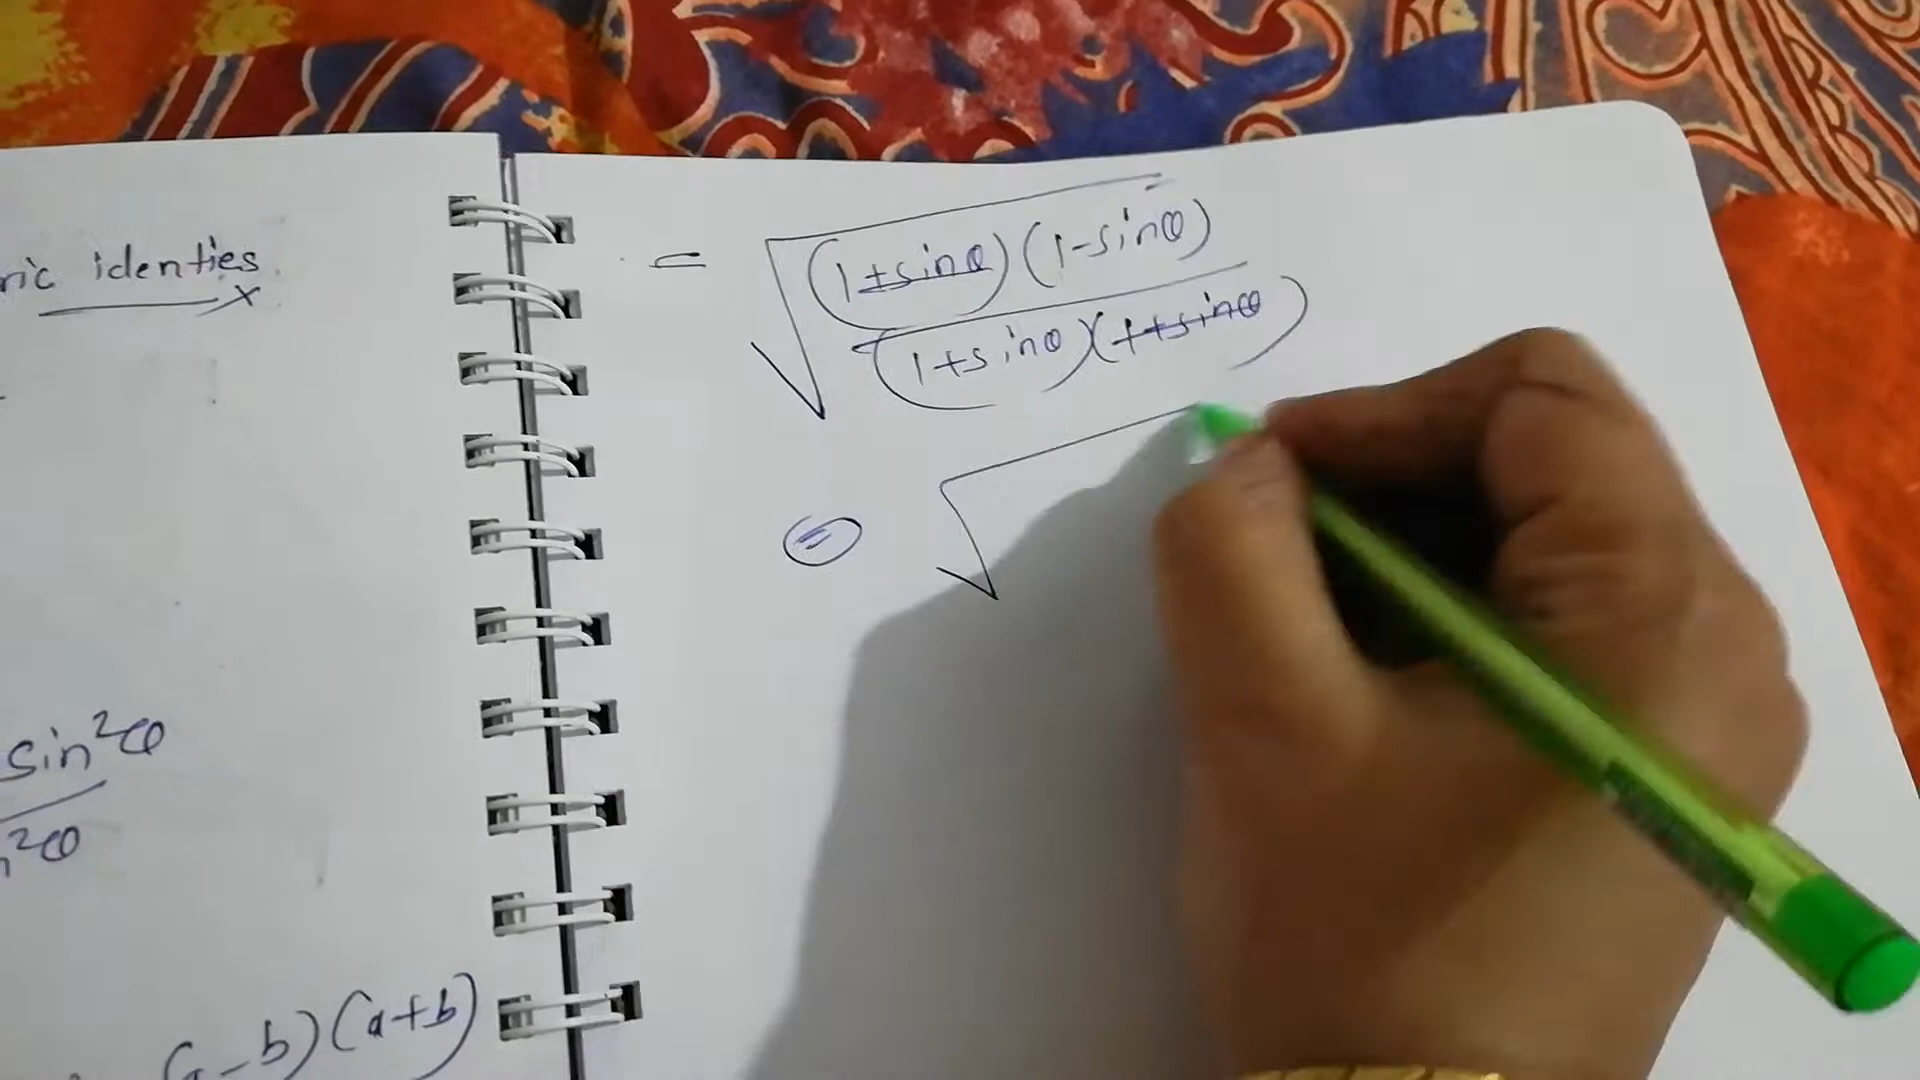 ric identies
sin²θ
²θ
-b)(a+b)
= √(1+sinθ)(1-sinθ)
(1+sinθ)(1+sinθ)
= √